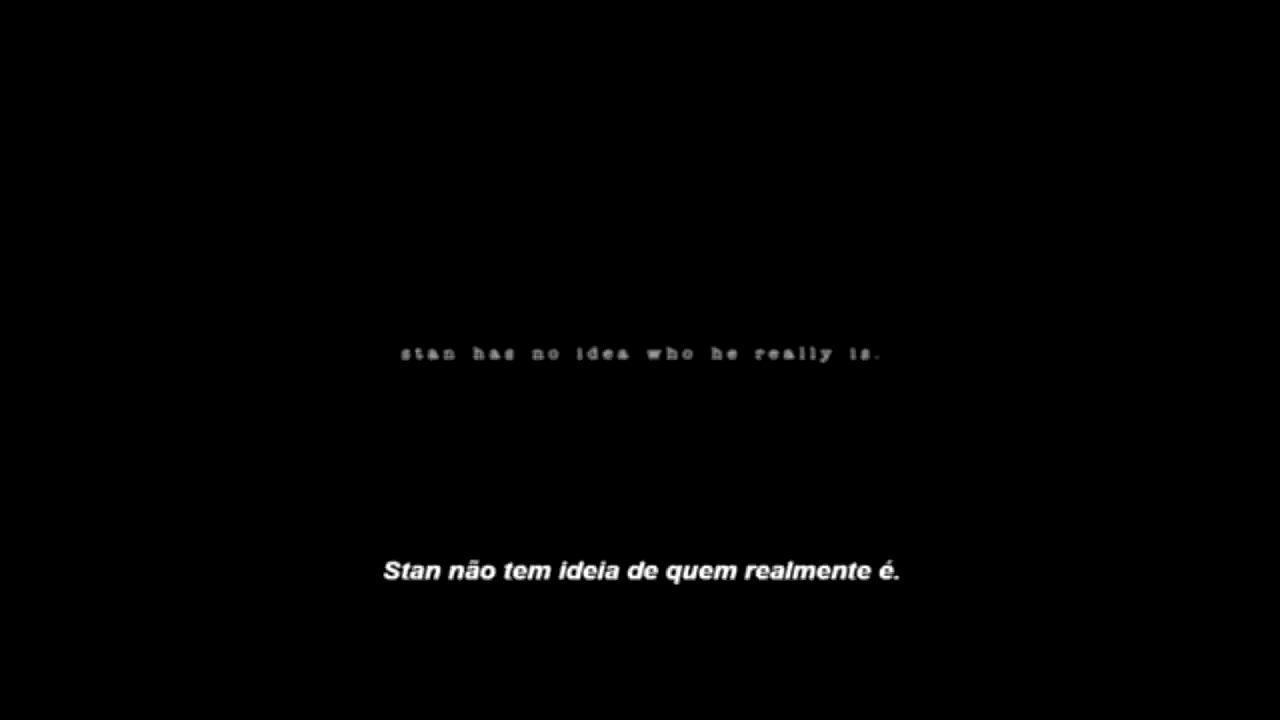 stan has no idea who he really is.
Stan não tem ideia de quem realmente é.